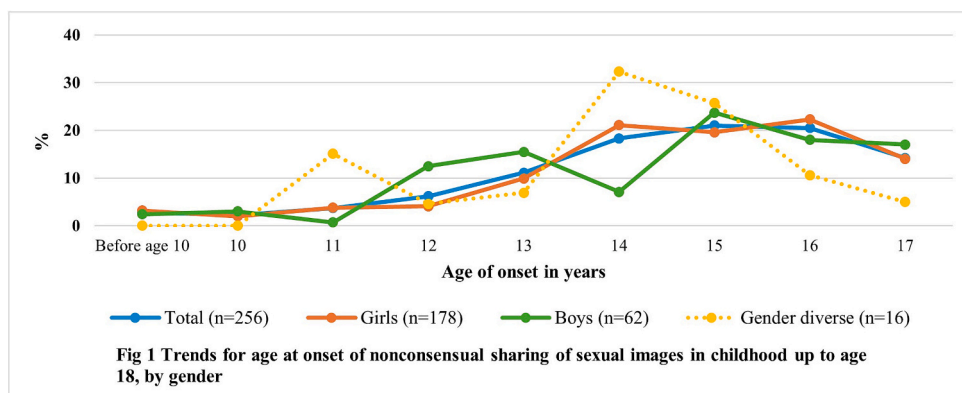 40
30
20
10
0
%
Before age 10 10 11 12 13 14 15 16 17
Age of onset in years
Total (n=256) Girls (n=178) Boys (n=62) Gender diverse (n=16)
Fig 1 Trends for age at onset of nonconsensual sharing of sexual images in childhood up to age
18, by gender